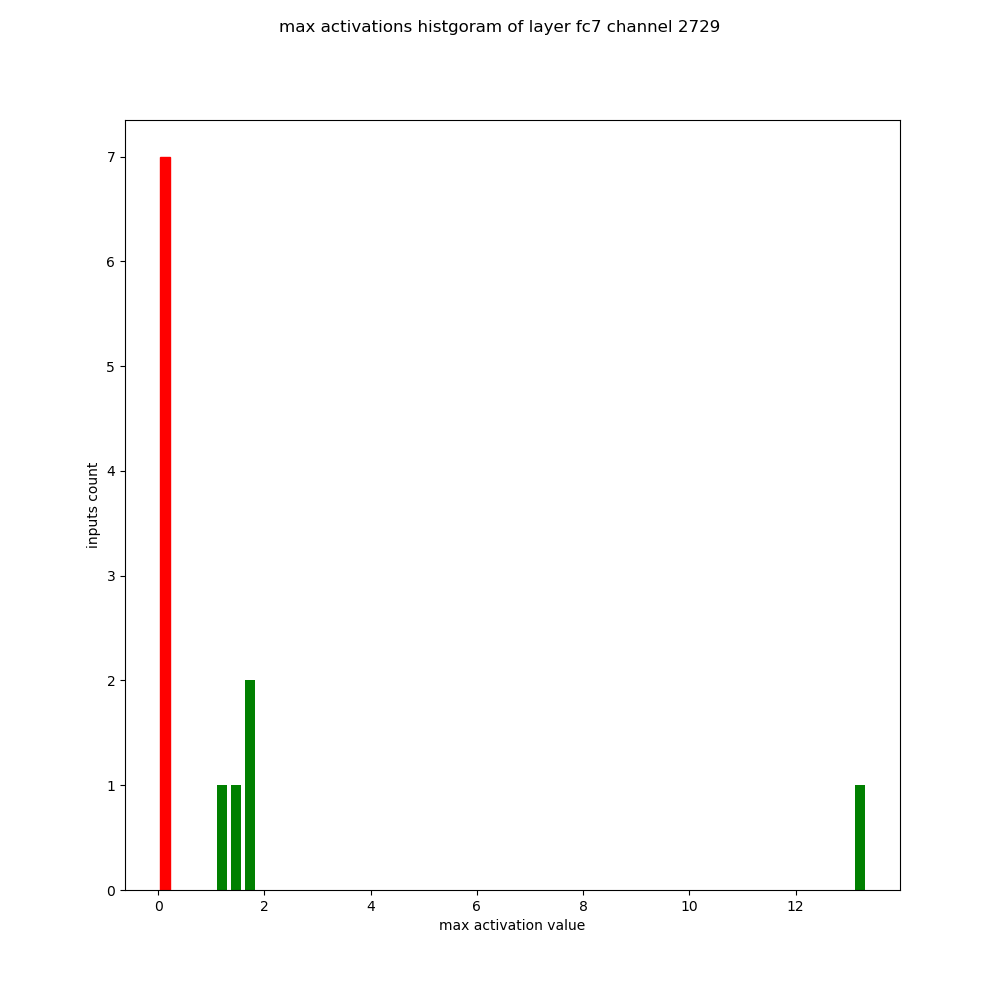 max activations histgoram of layer fc7 channel 2729
7
6
5
4
3
2
1
0
inputs count
0 2 4 6 8 10 12
max activation value